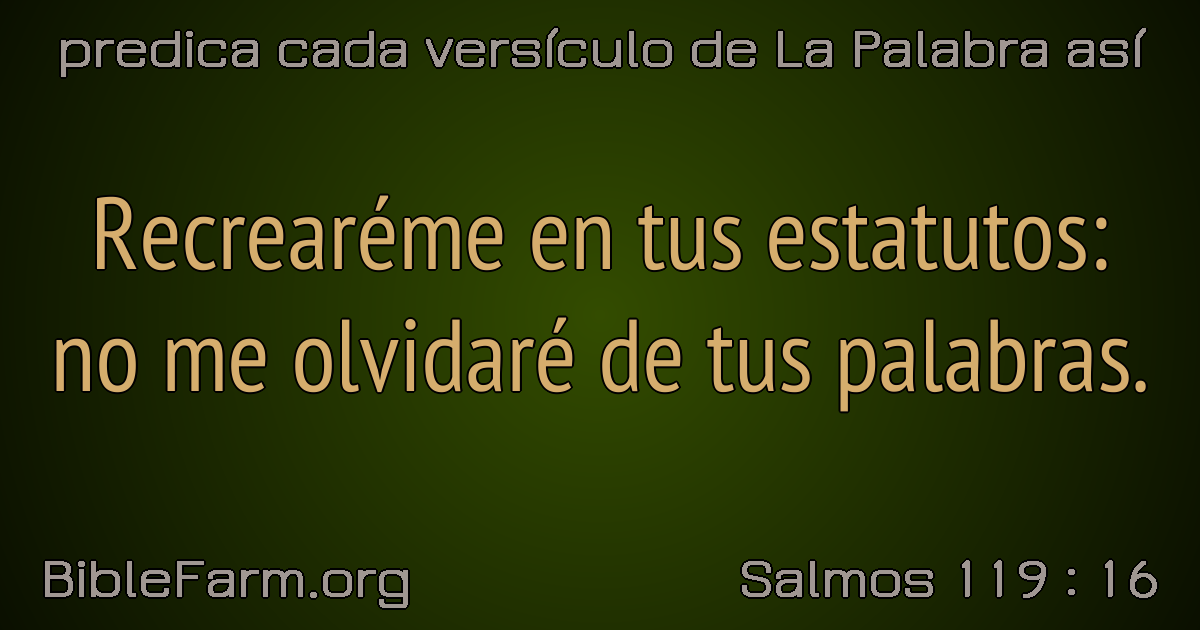 predica cada versículo de La Palabra así
Recrearéme en tus estatutos:
no me olvidaré de tus palabras.
BibleFarm.org
Salmos 119 : 16